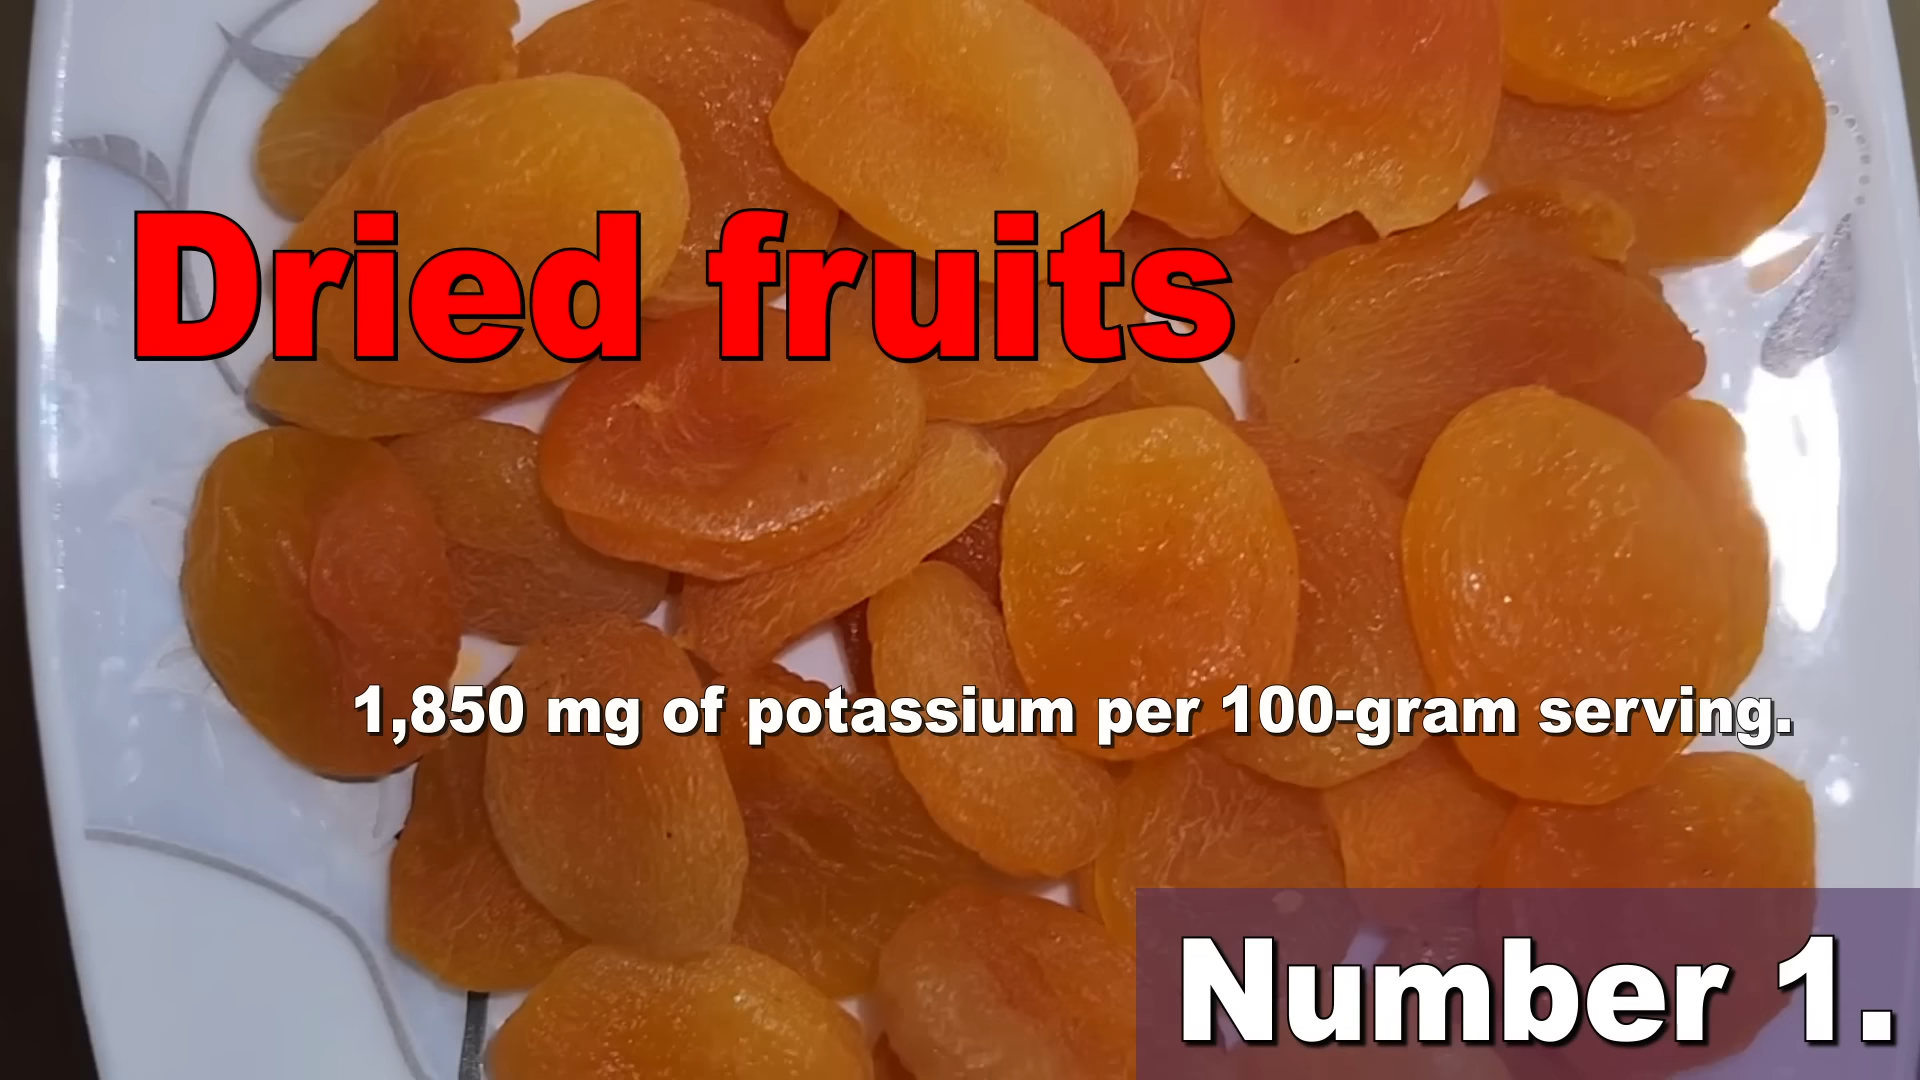 Dried fruits
1,850 mg of potassium per 100-gram serving.
Number 1.